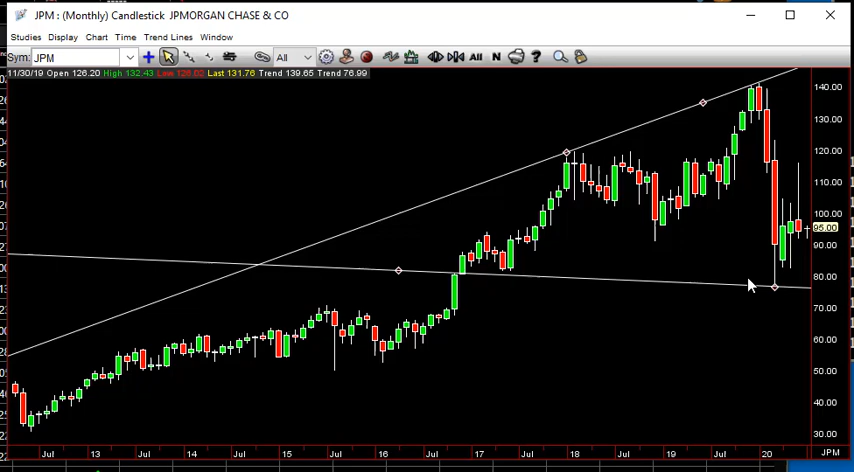 JPM : (Monthly) Candlestick JPMORGAN CHASE & CO
Studies Display Chart Time Trend Lines Window
Sym: JPM All All N ?
11/30/19 Open 126.20 High 132.43 Low 126.02 Last 131.76 Trend 139.65 Trend 76.99
140.00
130.00
120.00
110.00
100.00
95.00
90.00
80.00
70.00
60.00
50.00
40.00
30.00
Jul 13 Jul 14 Jul 15 Jul 16 Jul 17 Jul 18 Jul 19 Jul 20 JPM